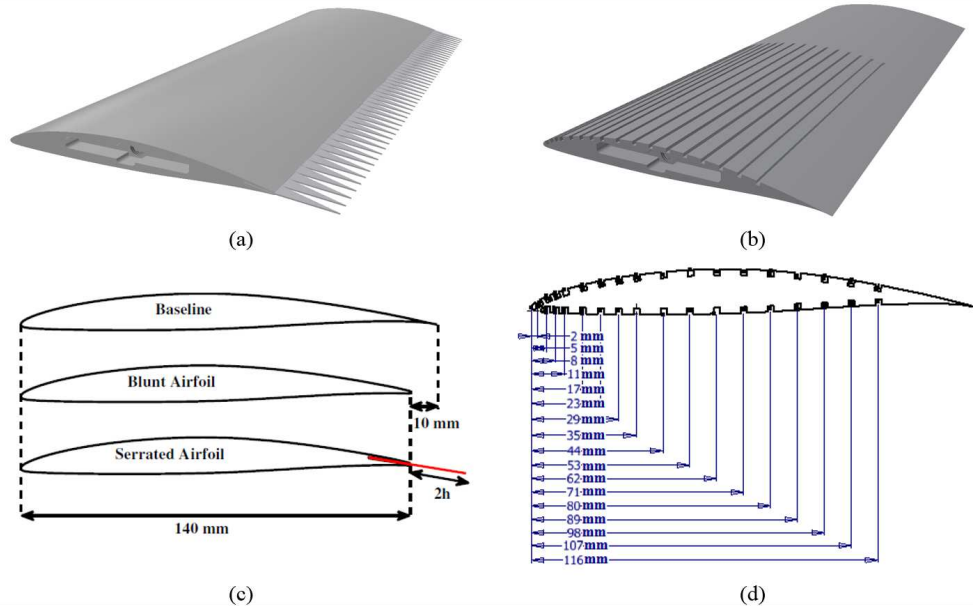 (a)
(b)
Baseline
Blunt Airfoil
10 mm
Serrated Airfoil
2h
140 mm
(c)
2 mm
5 mm
8 mm
11 mm
17 mm
23 mm
29 mm
35 mm
44 mm
53 mm
62 mm
71 mm
80 mm
89 mm
98 mm
107 mm
116 mm
(d)